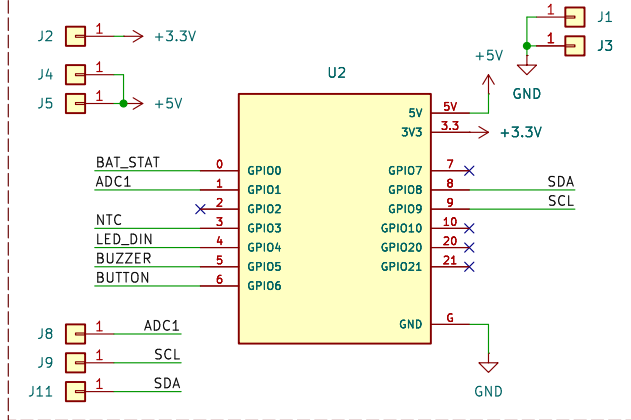 J1 1
J2 1 +3.3V
J3 1
J4 1
J5 1 +5V
+5V
GND
U2
5V 5V
3V3 3.3 +3.3V
BAT_STAT 0 GPIO0 GPIO7 7
ADC1 1 GPIO1 GPIO8 8 SDA
2 GPIO2 GPIO9 9 SCL
NTC 3 GPIO3 GPIO10 10
LED_DIN 4 GPIO4 GPIO20 20
BUZZER 5 GPIO5 GPIO21 21
BUTTON 6 GPIO6
GND G
J8 1 ADC1
J9 1 SCL
J11 1 SDA
GND